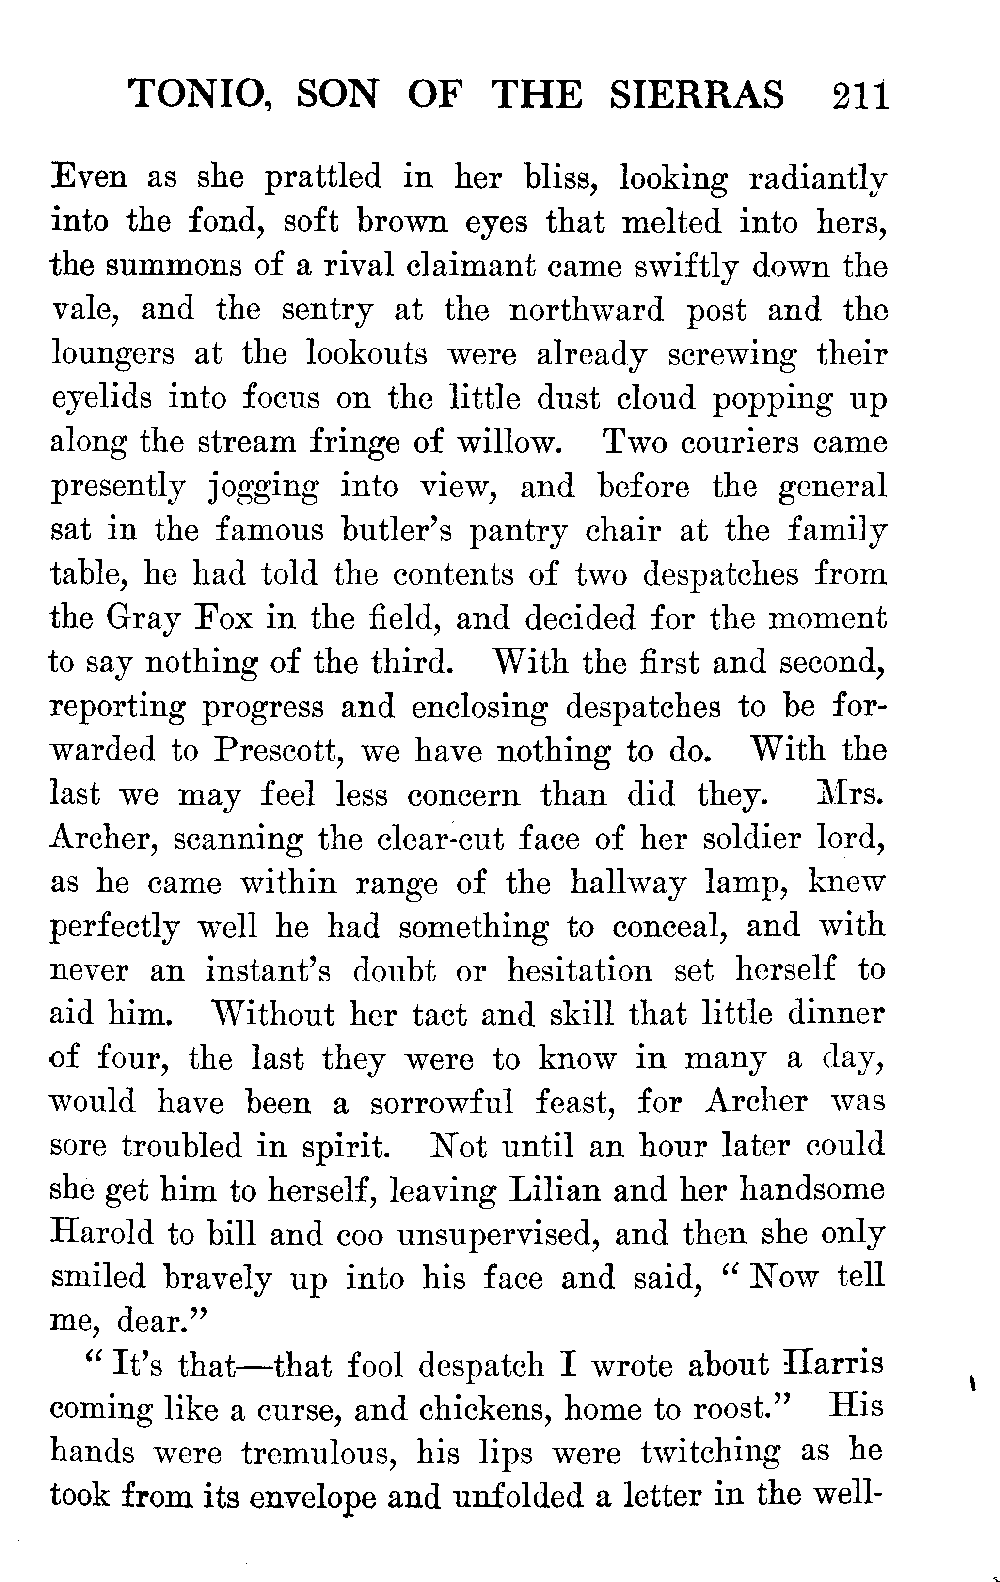 TONIO, SON OF THE SIERRAS 211
Even as she prattled in her bliss, looking radiantly
into the fond, soft brown eyes that melted into hers,
the summons of a rival claimant came swiftly down the
vale, and the sentry at the northward post and the
loungers at the lookouts were already screwing their
eyelids into focus on the little dust cloud popping up
along the stream fringe of willow. Two couriers came
presently jogging into view, and before the general
sat in the famous butler's pantry chair at the family
table, he had told the contents of two despatches from
the Gray Fox in the field, and decided for the moment
to say nothing of the third. With the first and second,
reporting progress and enclosing despatches to be for-
warded to Prescott, we have nothing to do. With the
last we may feel less concern than did they. Mrs.
Archer, scanning the clear-cut face of her soldier lord,
as he came within range of the hallway lamp, knew
perfectly well he had something to conceal, and with
never an instant's doubt or hesitation set herself to
aid him. Without her tact and skill that little dinner
of four, the last they were to know in many a day,
would have been a sorrowful feast, for Archer was
sore troubled in spirit. Not until an hour later could
she get him to herself, leaving Lilian and her handsome
Harold to bill and coo unsupervised, and then she only
smiled bravely up into his face and said, “ Now tell
me, dear.”
“ It's that—that fool despatch I wrote about Harris
coming like a curse, and chickens, home to roost.” His
hands were tremulous, his lips were twitching as he
took from its envelope and unfolded a letter in the well-